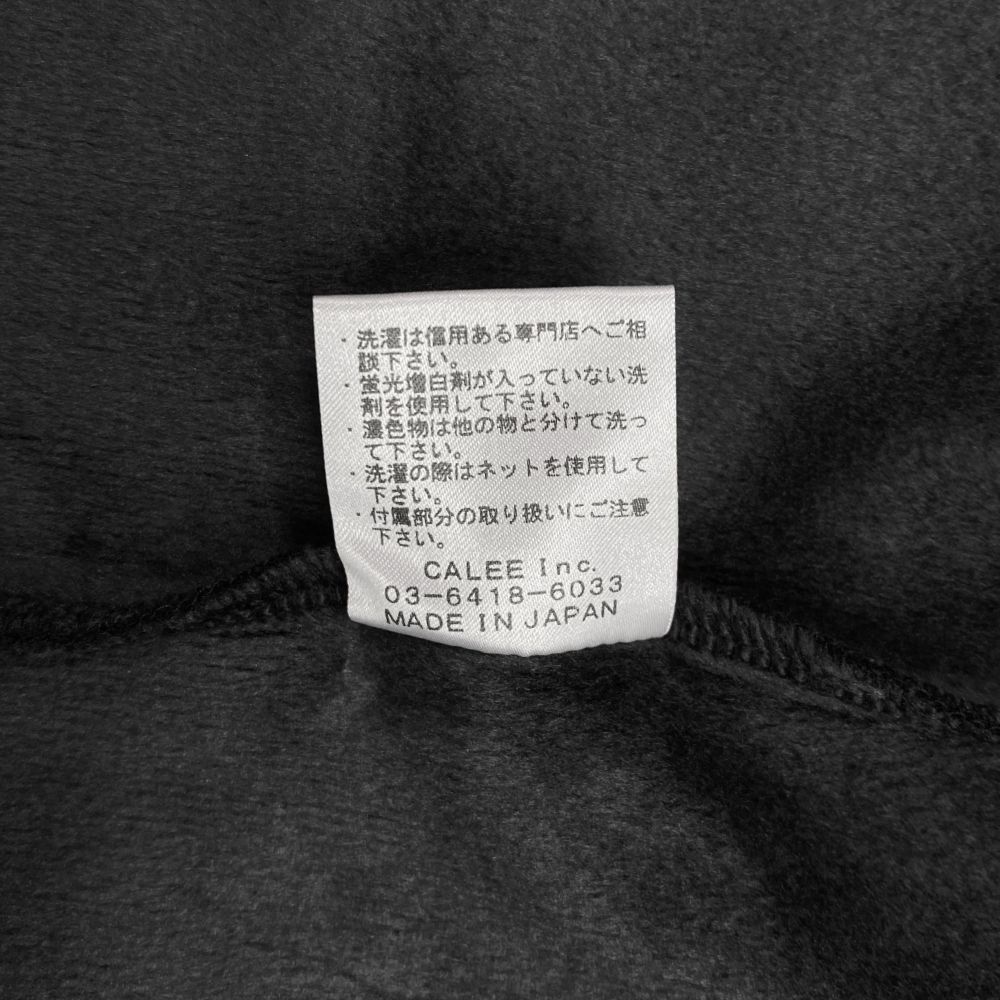 ・洗濯は信用ある専門店へご相
談下さい。
・蛍光増白剤が入っていない洗
剤を使用して下さい。
・濃色物は他の物と分けて洗っ
て下さい。
・洗濯の際はネットを使用して
下さい。
・付属部分の取り扱いにご注意
下さい。
CALEE Inc.
03-6418-6033
MADE IN JAPAN